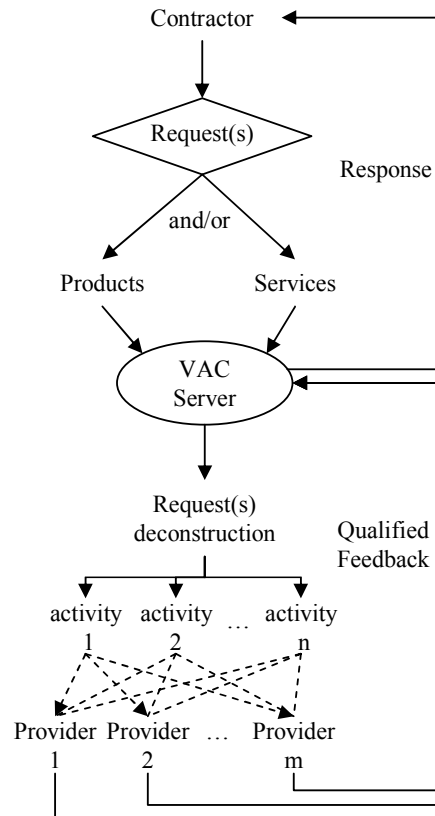 Contractor
Request(s)
Response
and/or
Products
Services
VAC
Server
Request(s)
deconstruction
Qualified
Feedback
activity activity … activity
1 2 n
Provider Provider … Provider
1 2 m